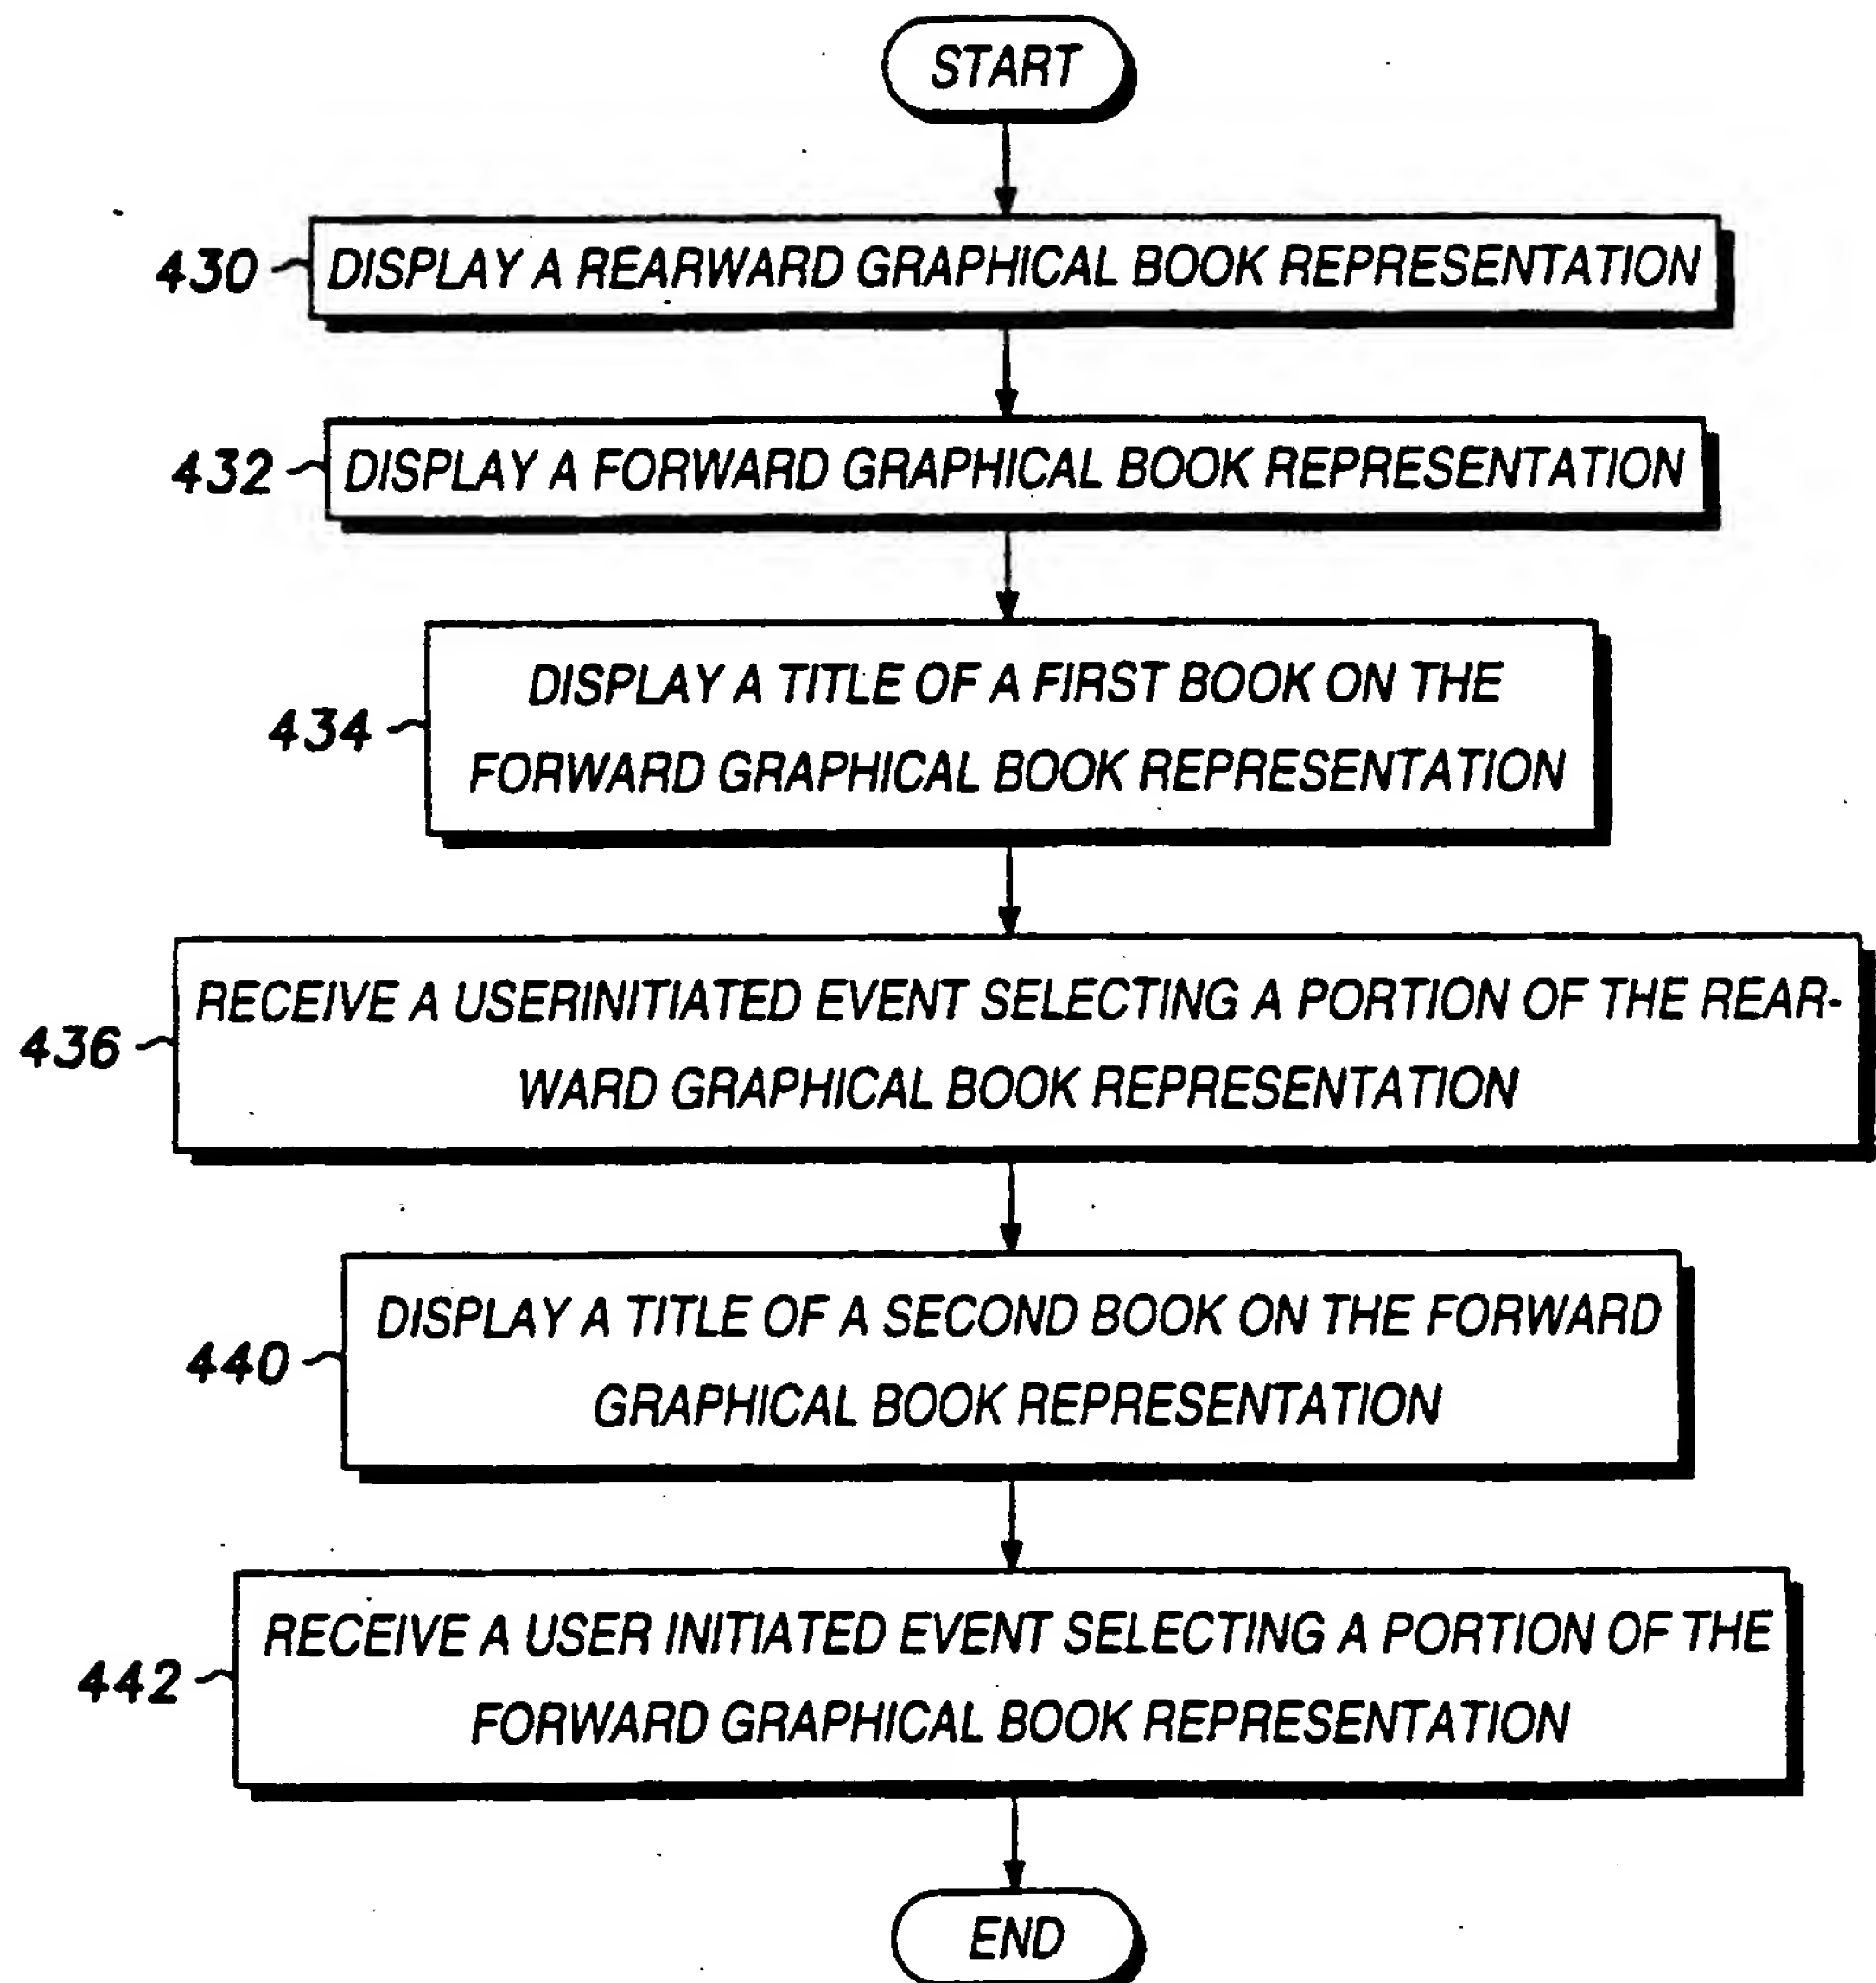 START
430 DISPLAY A REARWARD GRAPHICAL BOOK REPRESENTATION
432 DISPLAY A FORWARD GRAPHICAL BOOK REPRESENTATION
DISPLAY A TITLE OF A FIRST BOOK ON THE
434
FORWARD GRAPHICAL BOOK REPRESENTATION
RECEIVE A USERINITIATED EVENT SELECTING A PORTION OF THE REAR-
436
WARD GRAPHICAL BOOK REPRESENTATION
DISPLAY A TITLE OF A SECOND BOOK ON THE FORWARD
440
GRAPHICAL BOOK REPRESENTATION
RECEIVE A USER INITIATED EVENT SELECTING A PORTION OF THE
442
FORWARD GRAPHICAL BOOK REPRESENTATION
END